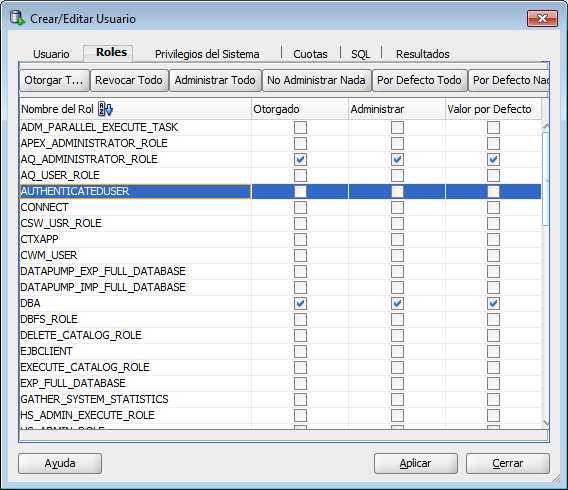 Crear/Editar Usuario
Usuario Roles Privilegios del Sistema Cuotas SQL Resultados
Otorgar T... Revocar Todo Administrar Todo No Administrar Nada Por Defecto Todo Por Defecto Nad
Nombre del Rol Otorgado Administrar Valor por Defecto
ADM_PARALLEL_EXECUTE_TASK
APEX_ADMINISTRATOR_ROLE
AQ_ADMINISTRATOR_ROLE
AQ_USER_ROLE
AUTHENTICATEDUSER
CONNECT
CSW_USR_ROLE
CTXAPP
CWM_USER
DATAPUMP_EXP_FULL_DATABASE
DATAPUMP_IMP_FULL_DATABASE
DBA
DBFS_ROLE
DELETE_CATALOG_ROLE
EJBCLIENT
EXECUTE_CATALOG_ROLE
EXP_FULL_DATABASE
GATHER_SYSTEM_STATISTICS
HS_ADMIN_EXECUTE_ROLE
HS_ADMIN_ROLE
Ayuda Aplicar Cerrar